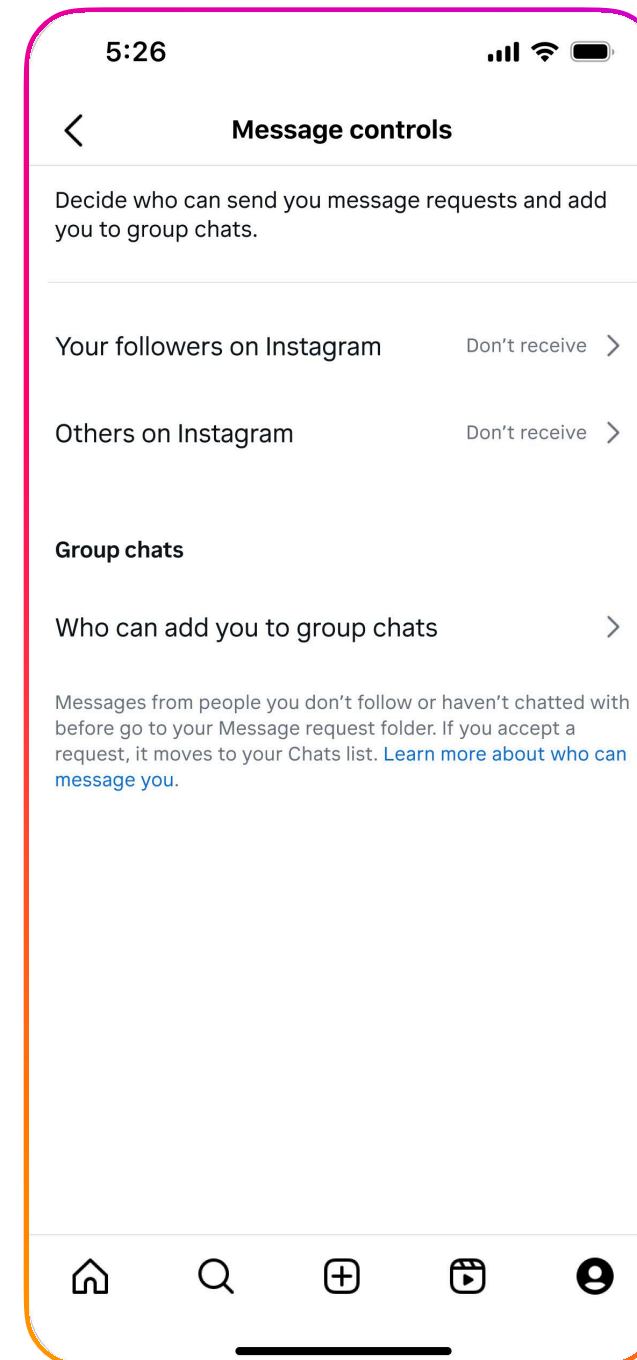 5:26
Message controls
Decide who can send you message requests and add
you to group chats.
Your followers on Instagram Don’t receive
Others on Instagram Don’t receive
Group chats
Who can add you to group chats
Messages from people you don’t follow or haven’t chatted with
before go to your Message request folder. If you accept a
request, it moves to your Chats list. Learn more about who can
message you.